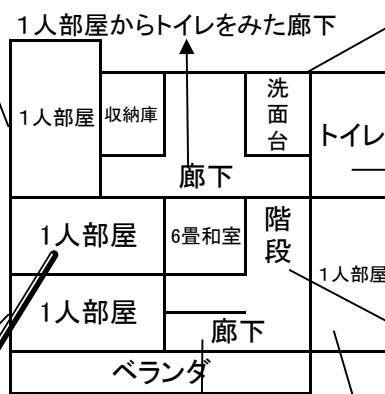 1人部屋からトイレをみた廊下
1人部屋
収納庫
洗面台
トイレ
廊下
1人部屋
6畳和室
階段
1人部屋
1人部屋
廊下
ベランダ